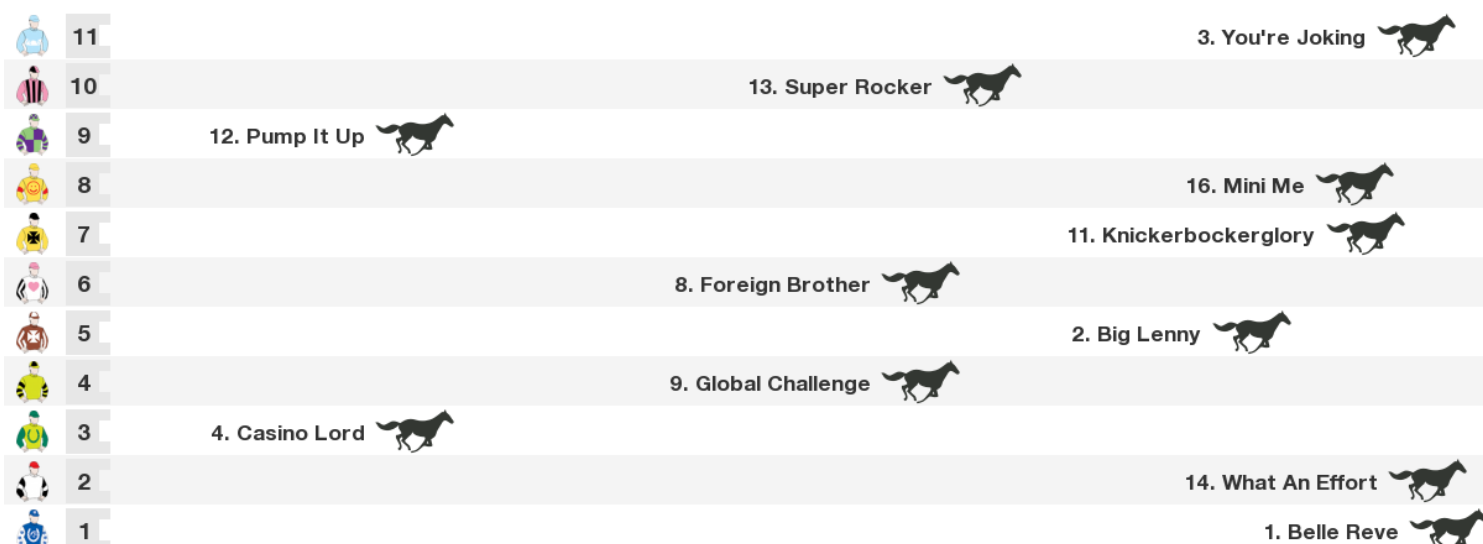 11 3. You're Joking
10 13. Super Rocker
9 12. Pump It Up
8 16. Mini Me
7 11. Knickerbockerglory
6 8. Foreign Brother
5 2. Big Lenny
4 9. Global Challenge
3 4. Casino Lord
2 14. What An Effort
1 1. Belle Reve